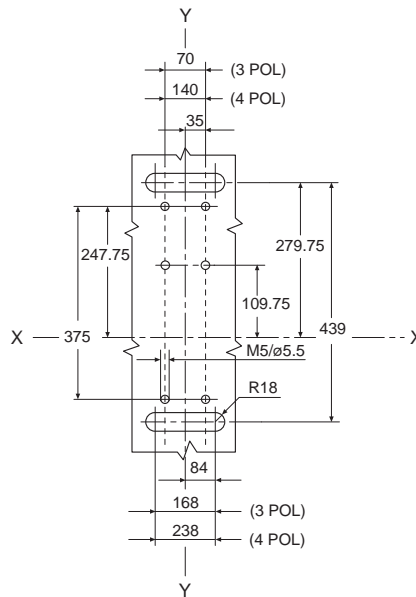 Y
70 (3 POL)
140 (4 POL)
35
247.75
279.75
109.75
X 375 439 X
M5/ø5.5
R18
84
168 (3 POL)
238 (4 POL)
Y